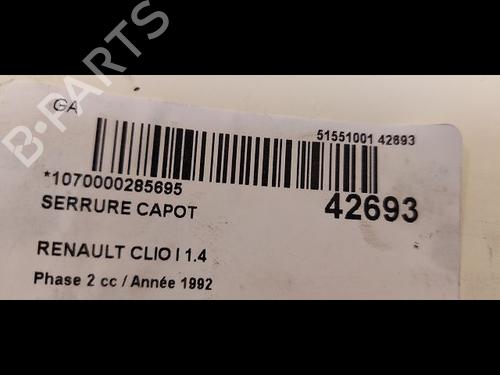 GA
51551001 42693
*1070000285695
SERRURE CAPOT
42693
RENAULT CLIO I 1.4
Phase 2 cc / Année 1992
B-PARTS